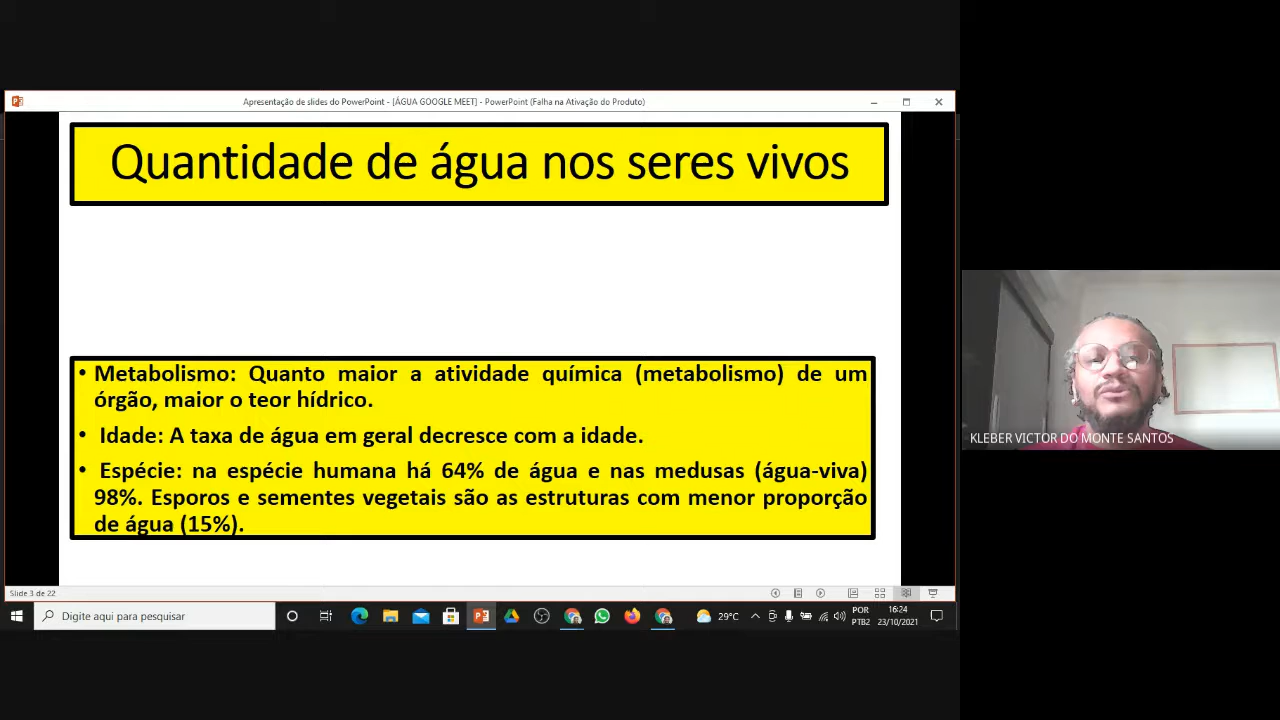 Apresentação de slides do PowerPoint - [ÁGUA GOOGLE MEET] - PowerPoint (Falha na Ativação do Produto)
Quantidade de água nos seres vivos
• Metabolismo: Quanto maior a atividade química (metabolismo) de um
órgão, maior o teor hídrico.
• Idade: A taxa de água em geral decresce com a idade.
• Espécie: na espécie humana há 64% de água e nas medusas (água-viva)
98%. Esporos e sementes vegetais são as estruturas com menor proporção
de água (15%).
KLEBER VICTOR DO MONTE SANTOS
Slide 3 de 22
Digite aqui para pesquisar
29°C
POR
PTB2
16:24
23/10/2021